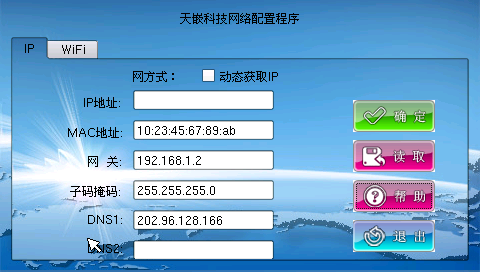 天嵌科技网络配置程序
IP WiFi
网方式： 动态获取IP
IP地址:
MAC地址: 10:23:45:67:89:ab
确 定
网 关: 192.168.1.2
读 取
子码掩码: 255.255.255.0
帮 助
DNS1: 202.96.128.166
退 出
DNS2: